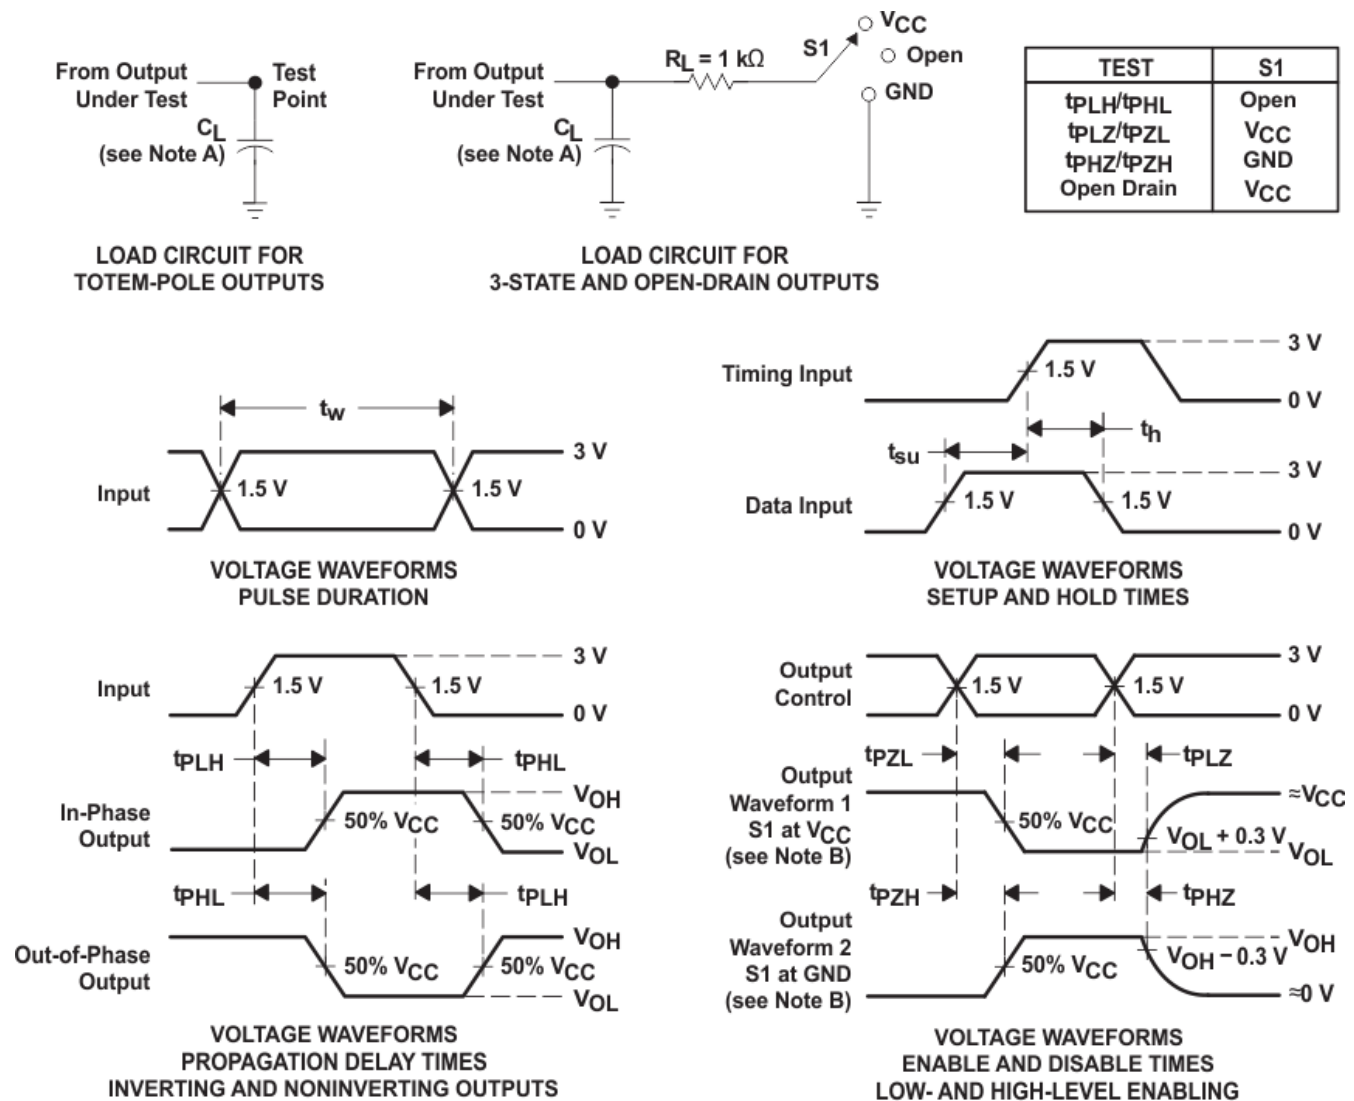 From Output
Under Test
Test
Point
CL
(see Note A)
LOAD CIRCUIT FOR
TOTEM-POLE OUTPUTS
From Output
Under Test
CL
(see Note A)
RL = 1 kΩ
S1
VCC
Open
GND
LOAD CIRCUIT FOR
3-STATE AND OPEN-DRAIN OUTPUTS
TEST S1
tPLH/tPHL Open
tPLZ/tPZL VCC
tPHZ/tPZH GND
Open Drain VCC
tw
Input
1.5 V
1.5 V
3 V
0 V
VOLTAGE WAVEFORMS
PULSE DURATION
Timing Input
1.5 V
3 V
0 V
th
tsu
Data Input
1.5 V
1.5 V
3 V
0 V
VOLTAGE WAVEFORMS
SETUP AND HOLD TIMES
Input
1.5 V
1.5 V
3 V
0 V
tPLH
tPHL
In-Phase
Output
50% VCC
50% VCC
VOH
VOL
tPHL
tPLH
Out-of-Phase
Output
50% VCC
50% VCC
VOH
VOL
VOLTAGE WAVEFORMS
PROPAGATION DELAY TIMES
INVERTING AND NONINVERTING OUTPUTS
Output
Control
1.5 V
1.5 V
3 V
0 V
tPZL
tPLZ
Output
Waveform 1
S1 at VCC
(see Note B)
50% VCC
VOL + 0.3 V
≈VCC
VOL
tPZH
tPHZ
Output
Waveform 2
S1 at GND
(see Note B)
50% VCC
VOH − 0.3 V
VOH
≈0 V
VOLTAGE WAVEFORMS
ENABLE AND DISABLE TIMES
LOW- AND HIGH-LEVEL ENABLING